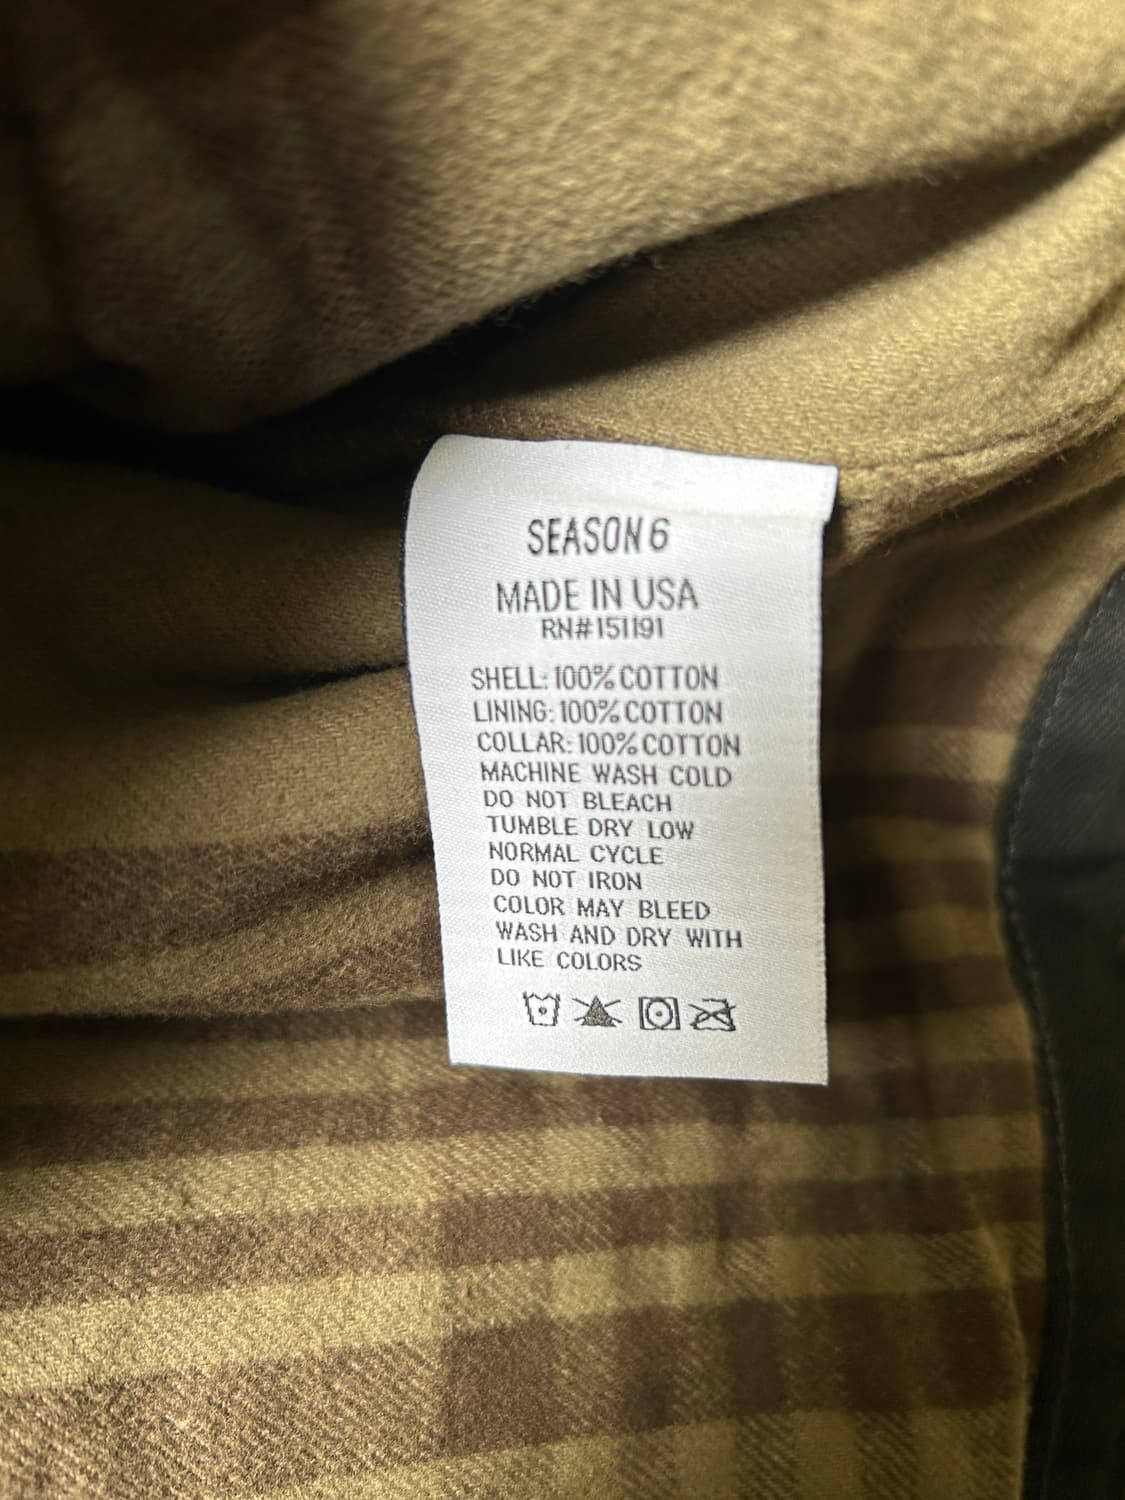 SEASON 6
MADE IN USA
RN#151191
SHELL: 100% COTTON
LINING: 100% COTTON
COLLAR: 100% COTTON
MACHINE WASH COLD
DO NOT BLEACH
TUMBLE DRY LOW
NORMAL CYCLE
DO NOT IRON
COLOR MAY BLEED
WASH AND DRY WITH
LIKE COLORS